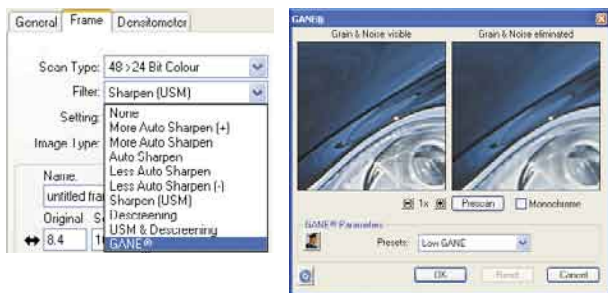 General Frame Densitometer
Scan Type: 48>24 Bit Colour
Filter: Sharpen (USM)
Setting:
None
More Auto Sharpen (+)
Image Type:
More Auto Sharpen
Auto Sharpen
Less Auto Sharpen
Less Auto Sharpen (-)
Sharpen (USM)
Descreening
USM & Descreening
GANE®
Name:
untitled fra
Original
8.4
GANE®
Grain & Noise visible Grain & Noise eliminated
1x Prescan Monochrome
GANE® Parameters
Presets: Low GANE
OK Reset Cancel